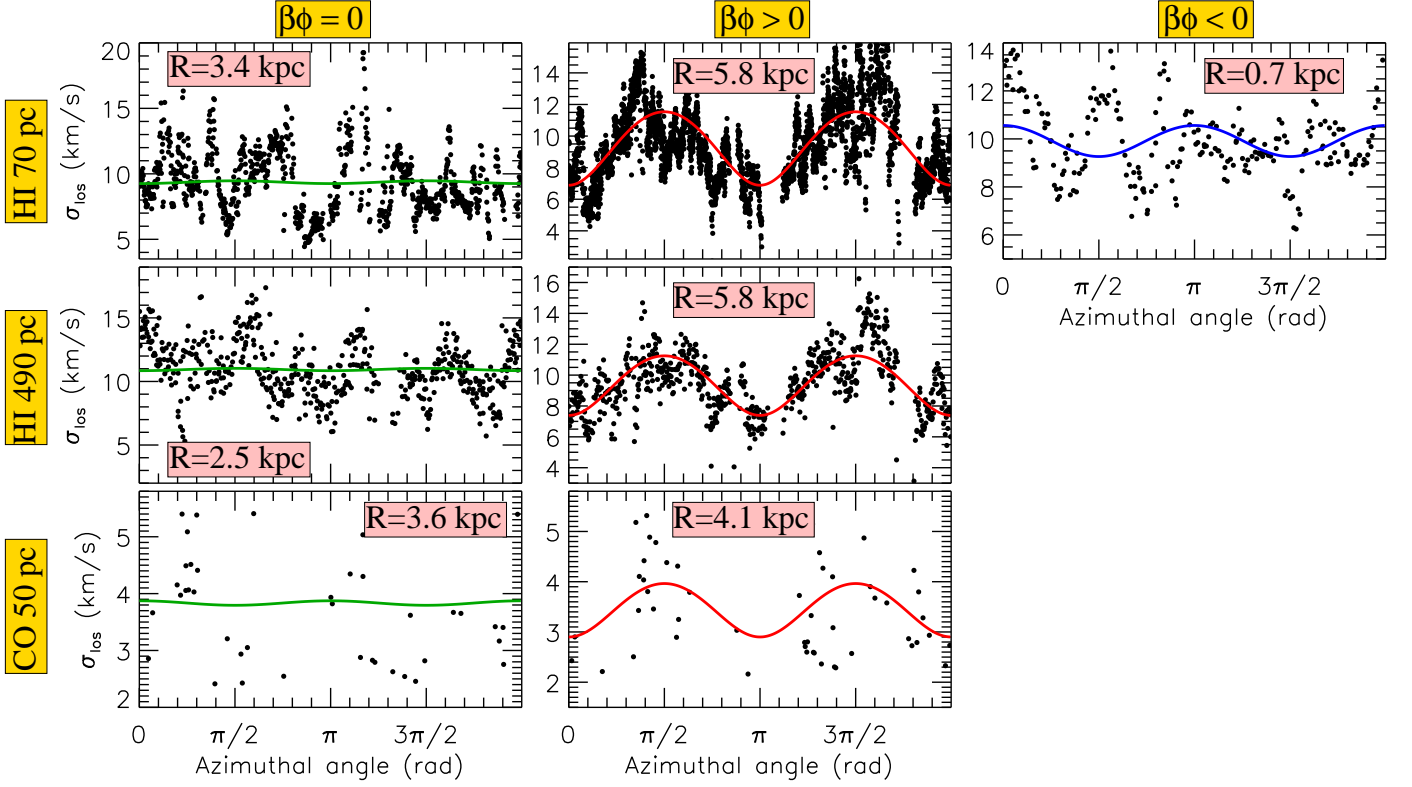 βϕ = 0
βϕ > 0
βϕ < 0
HI 70 pc
σlos (km/s)
20
15
10
5
R=3.4 kpc
14
12
10
8
6
4
R=5.8 kpc
14
12
10
8
6
R=0.7 kpc
0 π/2 π 3π/2
Azimuthal angle (rad)
HI 490 pc
σlos (km/s)
15
10
5
R=2.5 kpc
16
14
12
10
8
6
4
R=5.8 kpc
CO 50 pc
σlos (km/s)
5
4
3
2
R=3.6 kpc
5
4
3
2
R=4.1 kpc
0 π/2 π 3π/2
Azimuthal angle (rad)
0 π/2 π 3π/2
Azimuthal angle (rad)